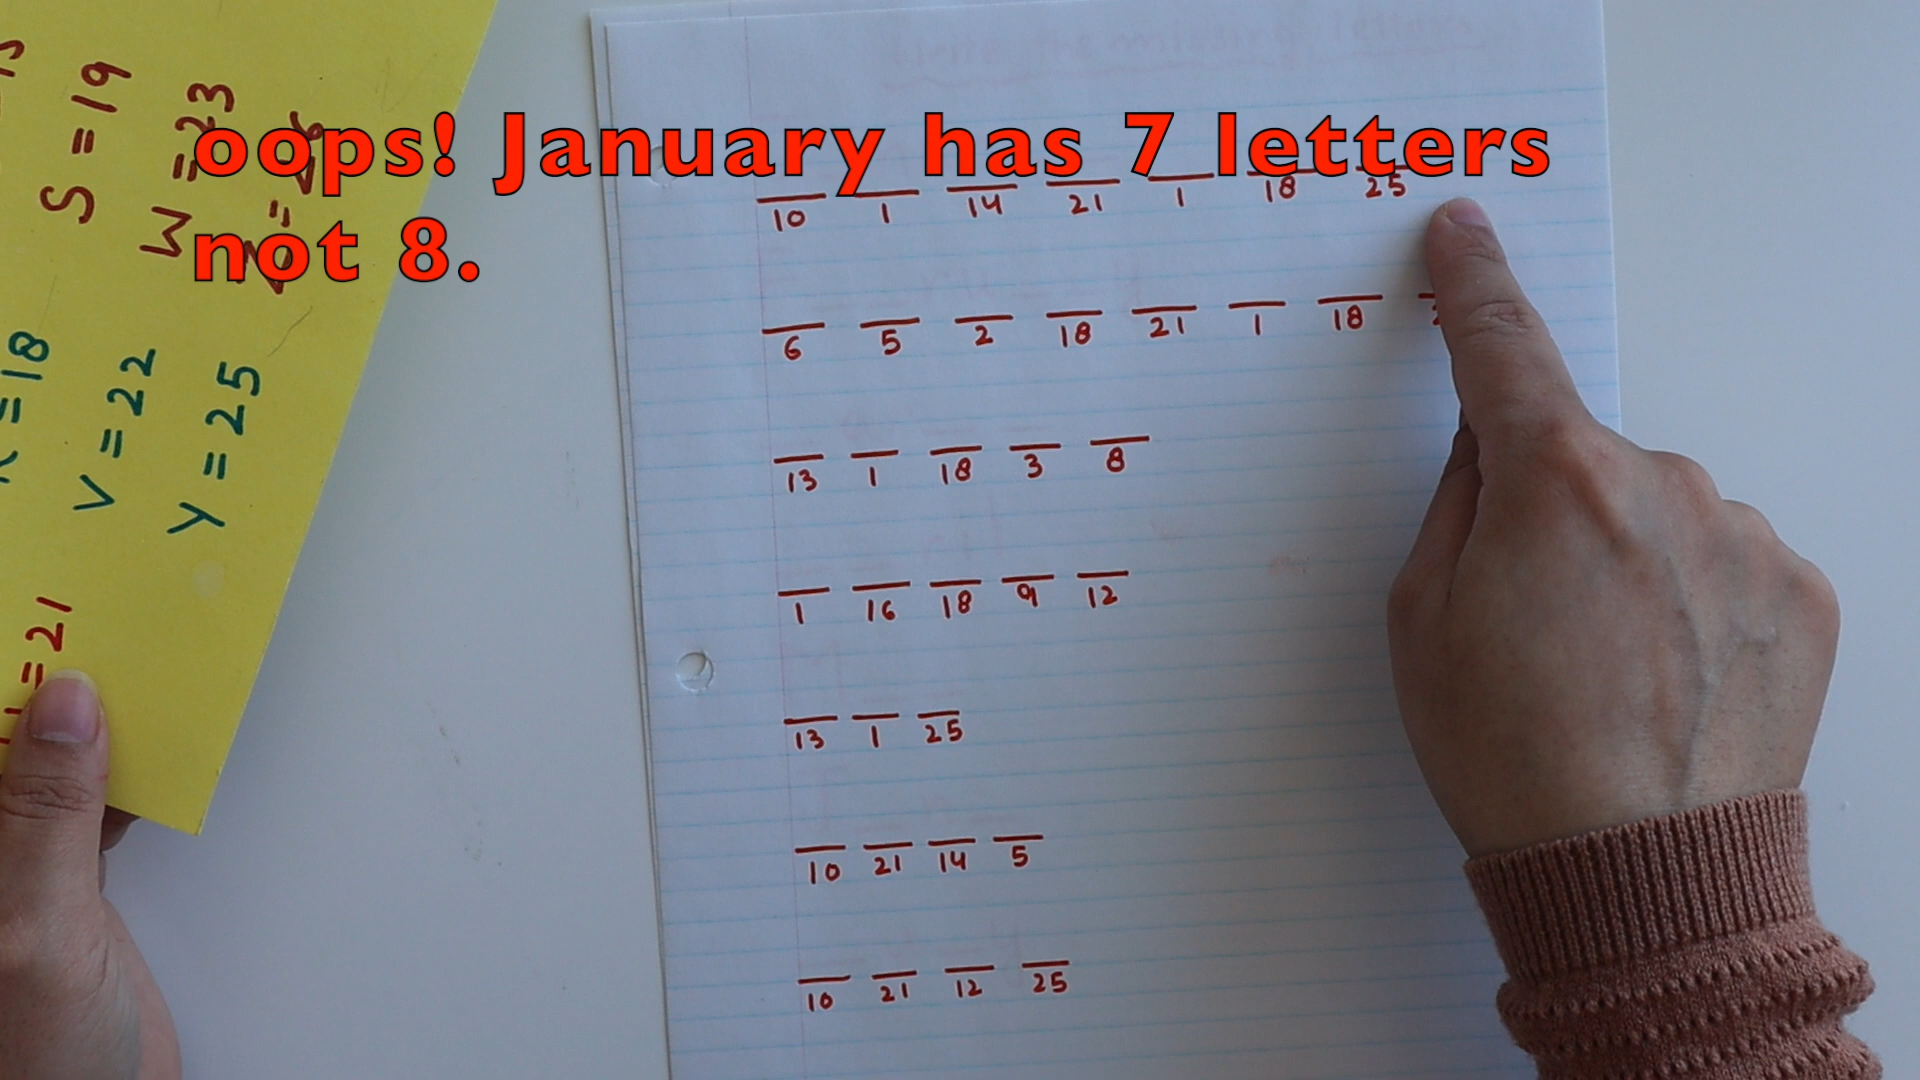 oops! January has 7 letters
not 8.
S = 19
W = 23
Z = 26
= 18
V = 22
Y = 25
= 21
10 1 14 21 1 18 25
6 5 2 18 21 1 18
13 1 18 3 8
1 16 18 9 12
13 1 25
10 21 14 5
10 21 12 25